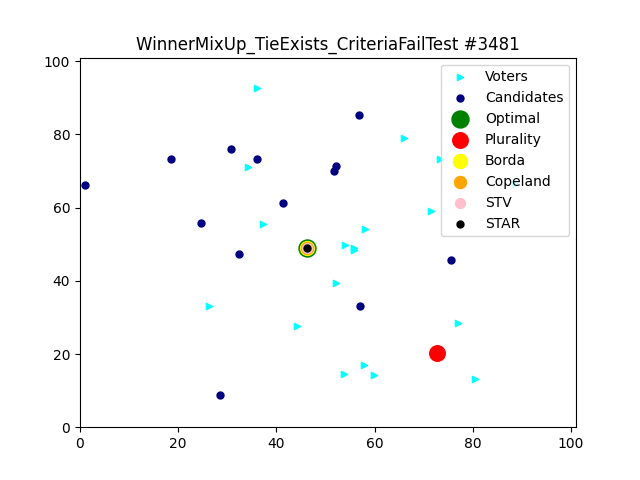 WinnerMixUp_TieExists_CriteriaFailTest #3481
100
80
60
40
20
0
0 20 40 60 80 100
Voters
Candidates
Optimal
Plurality
Borda
Copeland
STV
STAR